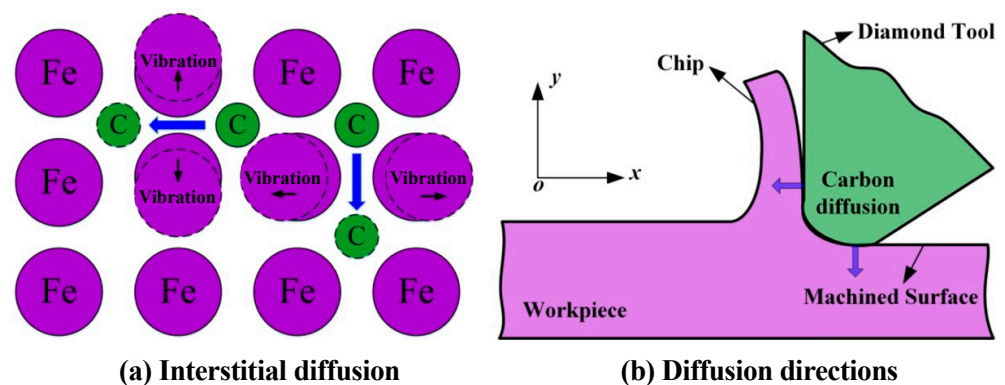 Fe
Vibration
Fe
Fe
C
C
C
Fe
Vibration
Vibration
Vibration
C
Fe
Fe
Fe
Fe
(a) Interstitial diffusion
y
o
x
Chip
Diamond Tool
Carbon
diffusion
Workpiece
Machined Surface
(b) Diffusion directions